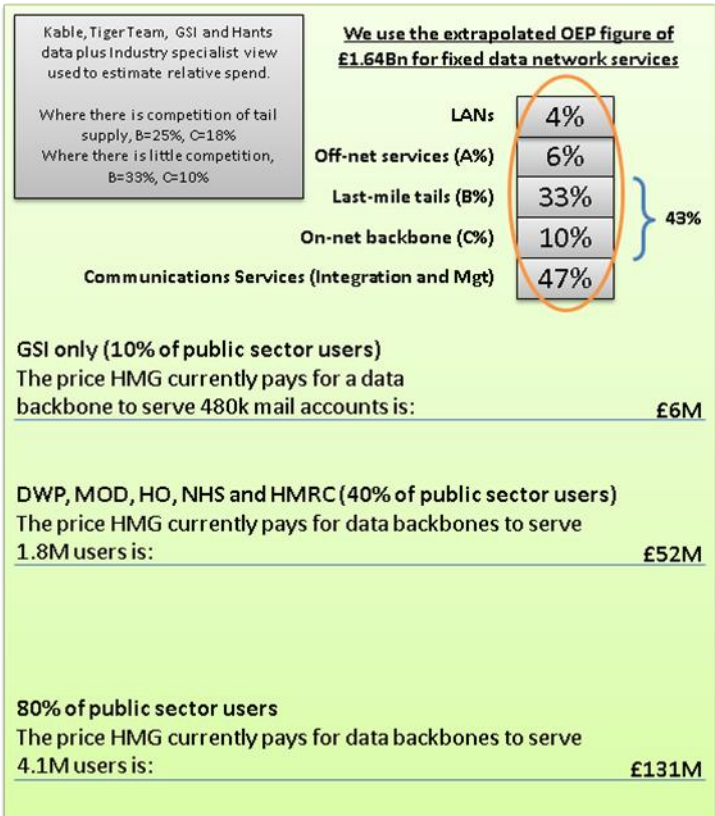 Kable, Tiger Team, GSI and Hants
data plus Industry specialist view
used to estimate relative spend.
Where there is competition of tail
supply, B=25%, C=18%
Where there is little competition,
B=33%, C=10%
We use the extrapolated OEP figure of
£1.64Bn for fixed data network services
LANs 4%
Off-net services (A%) 6%
Last-mile tails (B%) 33%
43%
On-net backbone (C%) 10%
Communications Services (Integration and Mgt) 47%
GSI only (10% of public sector users)
The price HMG currently pays for a data
backbone to serve 480k mail accounts is: £6M
DWP, MOD, HO, NHS and HMRC (40% of public sector users)
The price HMG currently pays for data backbones to serve
1.8M users is: £52M
80% of public sector users
The price HMG currently pays for data backbones to serve
4.1M users is: £131M